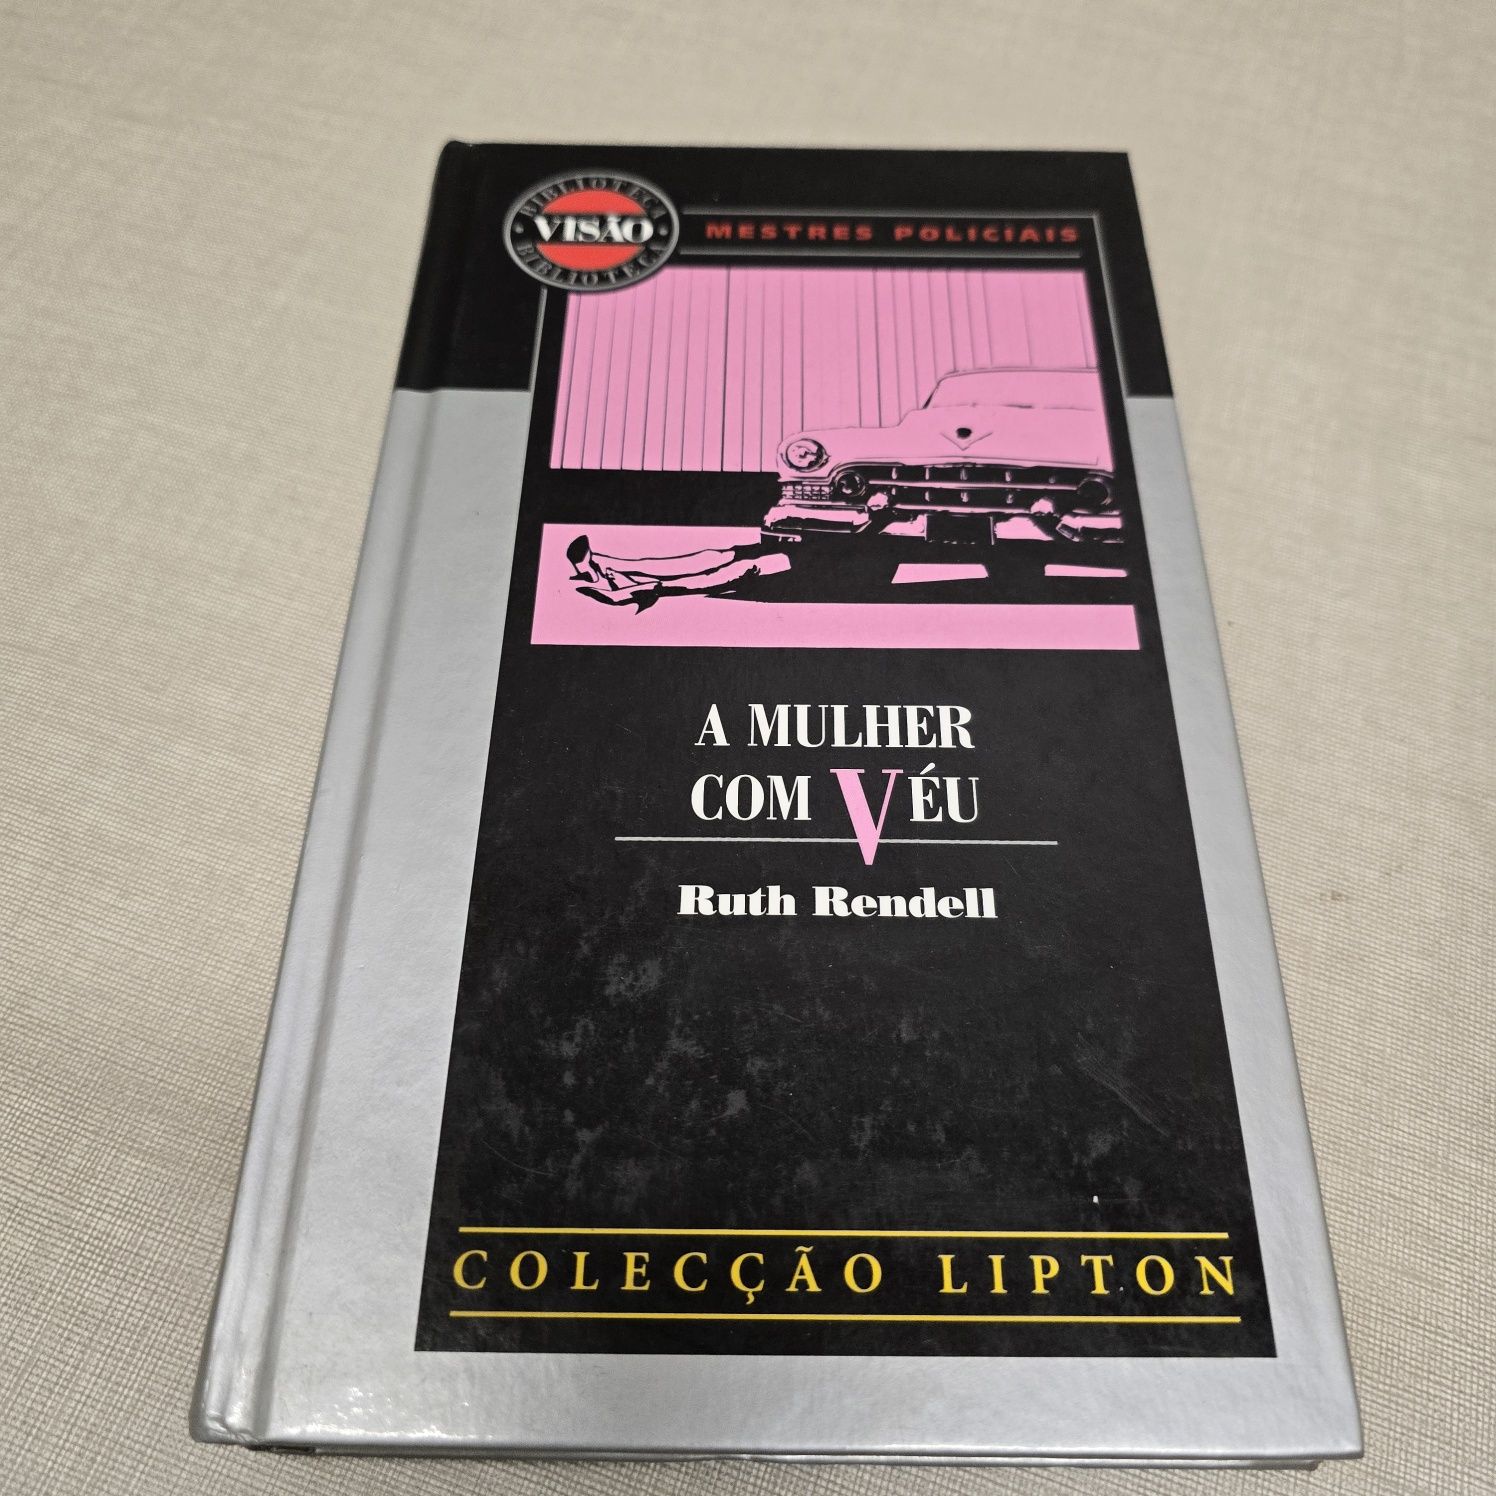 BIBLIOTECA
VISÃO
BIBLIOTECA
MESTRES POLICIAIS
A MULHER
COM VÉU
Ruth Rendell
COLECÇÃO LIPTON